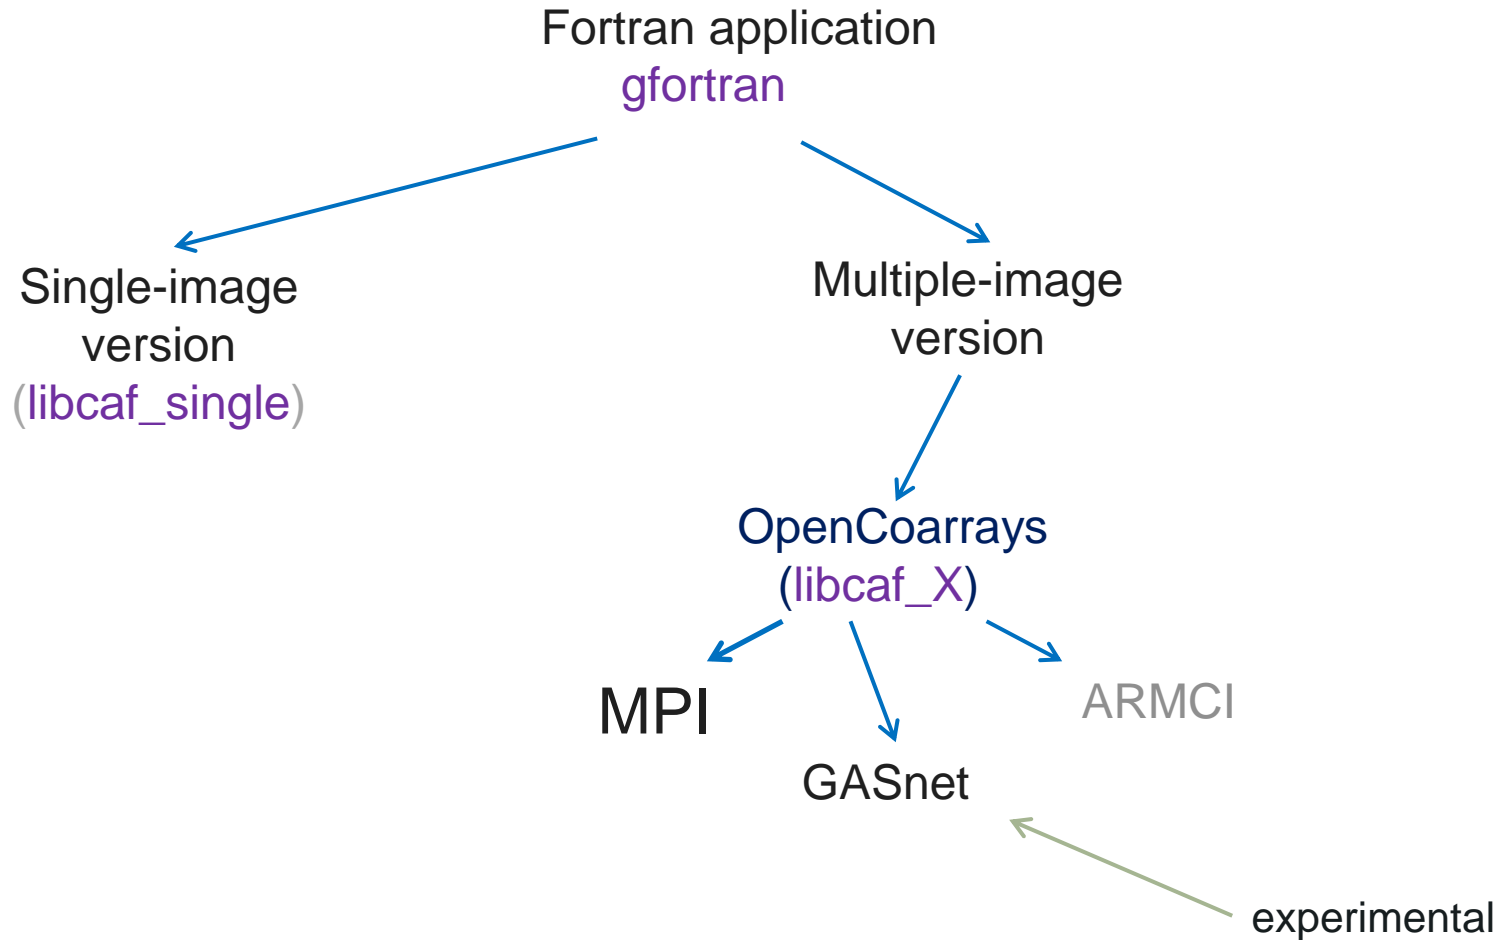 Fortran application
gfortran
Single-image
version
(libcaf_single)
Multiple-image
version
OpenCoarrays
(libcaf_X)
MPI
ARMCI
GASnet
experimental